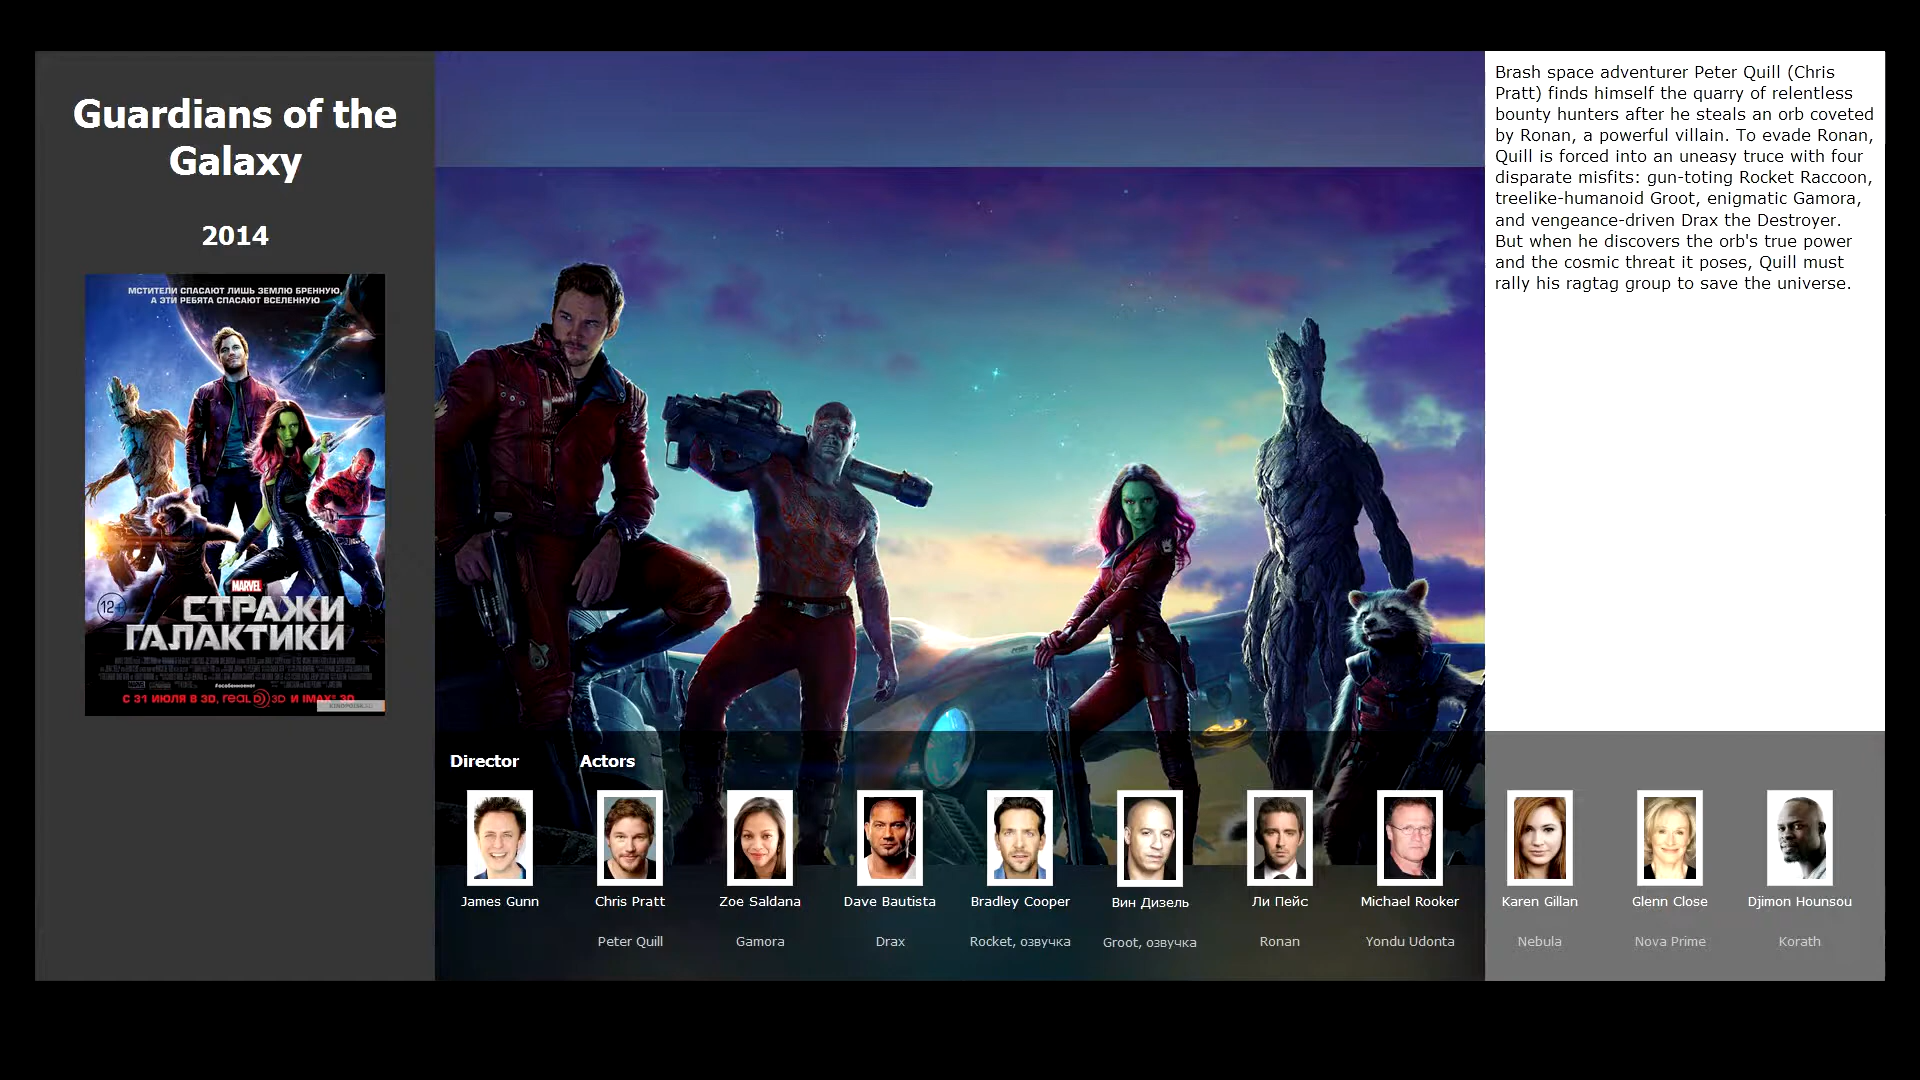 Guardians of the
Galaxy
2014
МСТИТЕЛИ СПАСАЮТ ЛИШЬ ЗЕМЛЮ БРЕННУЮ,
А ЭТИ РЕБЯТА СПАСАЮТ ВСЕЛЕННУЮ
MARVEL
12+
СТРАЖИ
ГАЛАКТИКИ
С 31 ИЮЛЯ В 3D, REAL D 3D И IMAX 3D
Brash space adventurer Peter Quill (Chris
Pratt) finds himself the quarry of relentless
bounty hunters after he steals an orb coveted
by Ronan, a powerful villain. To evade Ronan,
Quill is forced into an uneasy truce with four
disparate misfits: gun-toting Rocket Raccoon,
treelike-humanoid Groot, enigmatic Gamora,
and vengeance-driven Drax the Destroyer.
But when he discovers the orb's true power
and the cosmic threat it poses, Quill must
rally his ragtag group to save the universe.
Director Actors
James Gunn Chris Pratt Zoe Saldana Dave Bautista Bradley Cooper Вин Дизель Ли Пейс Michael Rooker Karen Gillan Glenn Close Djimon Hounsou
Peter Quill Gamora Drax Rocket, озвучка Groot, озвучка Ronan Yondu Udonta Nebula Nova Prime Korath